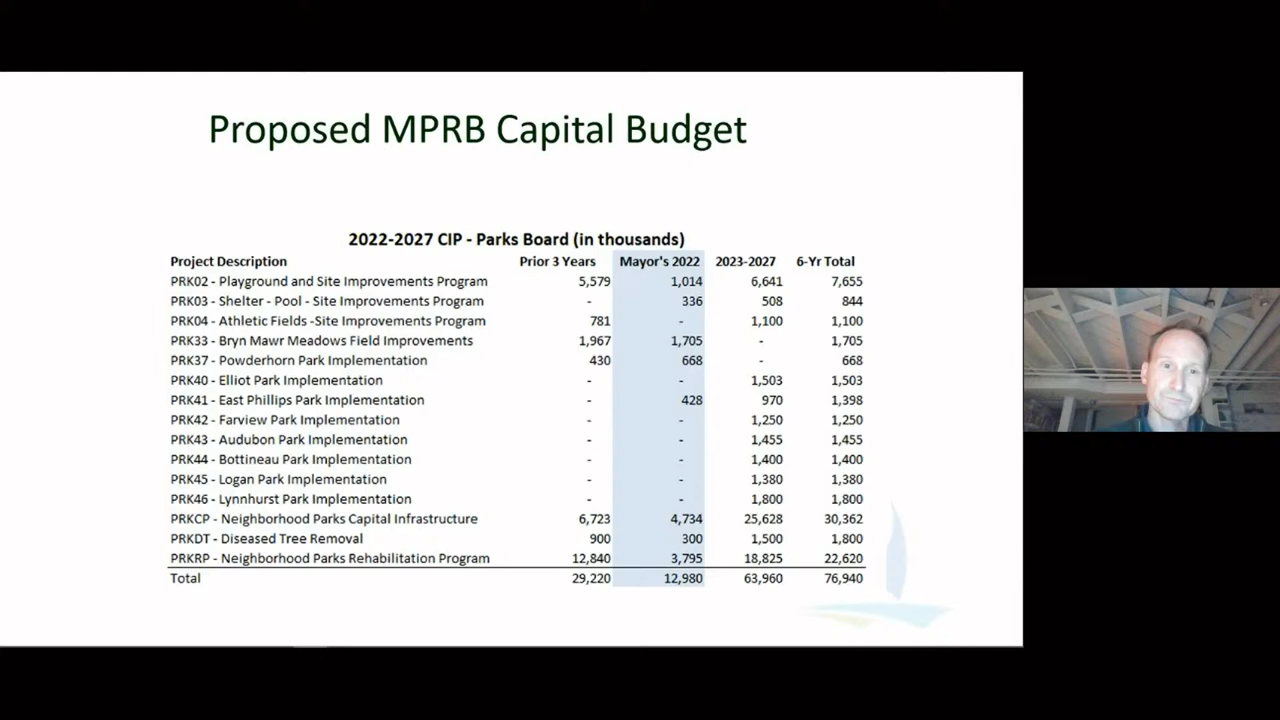 Proposed MPRB Capital Budget
2022-2027 CIP - Parks Board (in thousands)
Project Description Prior 3 Years Mayor's 2022 2023-2027 6-Yr Total
PRK02 - Playground and Site Improvements Program 5,579 1,014 6,641 7,655
PRK03 - Shelter - Pool - Site Improvements Program - 336 508 844
PRK04 - Athletic Fields -Site Improvements Program 781 - 1,100 1,100
PRK33 - Bryn Mawr Meadows Field Improvements 1,967 1,705 - 1,705
PRK37 - Powderhorn Park Implementation 430 668 - 668
PRK40 - Elliot Park Implementation - - 1,503 1,503
PRK41 - East Phillips Park Implementation - 428 970 1,398
PRK42 - Farview Park Implementation - - 1,250 1,250
PRK43 - Audubon Park Implementation - - 1,455 1,455
PRK44 - Bottineau Park Implementation - - 1,400 1,400
PRK45 - Logan Park Implementation - - 1,380 1,380
PRK46 - Lynnhurst Park Implementation - - 1,800 1,800
PRKCP - Neighborhood Parks Capital Infrastructure 6,723 4,734 25,628 30,362
PRKDT - Diseased Tree Removal 900 300 1,500 1,800
PRKRP - Neighborhood Parks Rehabilitation Program 12,840 3,795 18,825 22,620
Total 29,220 12,980 63,960 76,940